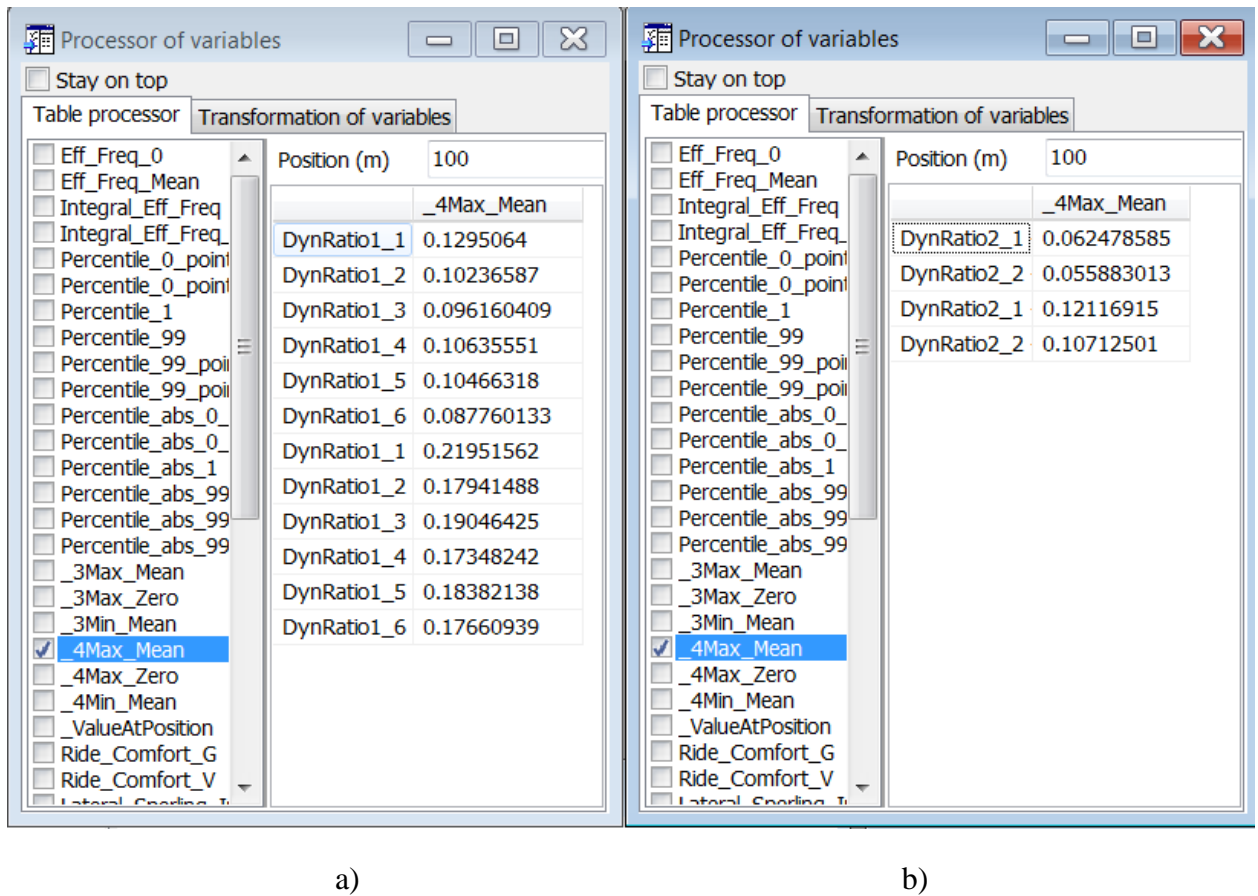 Processor of variables
Stay on top
Table processor Transformation of variables
Eff_Freq_0
Eff_Freq_Mean
Integral_Eff_Freq
Integral_Eff_Freq_
Percentile_0_point
Percentile_0_point
Percentile_1
Percentile_99
Percentile_99_poi
Percentile_99_poi
Percentile_abs_0_
Percentile_abs_0_
Percentile_abs_1
Percentile_abs_99
Percentile_abs_99
Percentile_abs_99
_3Max_Mean
_3Max_Zero
_3Min_Mean
_4Max_Mean
_4Max_Zero
_4Min_Mean
_ValueAtPosition
Ride_Comfort_G
Ride_Comfort_V
Position (m) 100
_4Max_Mean
DynRatio1_1 0.1295064
DynRatio1_2 0.10236587
DynRatio1_3 0.096160409
DynRatio1_4 0.10635551
DynRatio1_5 0.10466318
DynRatio1_6 0.087760133
DynRatio1_1 0.21951562
DynRatio1_2 0.17941488
DynRatio1_3 0.19046425
DynRatio1_4 0.17348242
DynRatio1_5 0.18382138
DynRatio1_6 0.17660939
a)
Processor of variables
Stay on top
Table processor Transformation of variables
Eff_Freq_0
Eff_Freq_Mean
Integral_Eff_Freq
Integral_Eff_Freq_
Percentile_0_point
Percentile_0_point
Percentile_1
Percentile_99
Percentile_99_poi
Percentile_99_poi
Percentile_abs_0_
Percentile_abs_0_
Percentile_abs_1
Percentile_abs_99
Percentile_abs_99
Percentile_abs_99
_3Max_Mean
_3Max_Zero
_3Min_Mean
_4Max_Mean
_4Max_Zero
_4Min_Mean
_ValueAtPosition
Ride_Comfort_G
Ride_Comfort_V
Position (m) 100
_4Max_Mean
DynRatio2_1 0.062478585
DynRatio2_2 0.055883013
DynRatio2_1 0.12116915
DynRatio2_2 0.10712501
b)